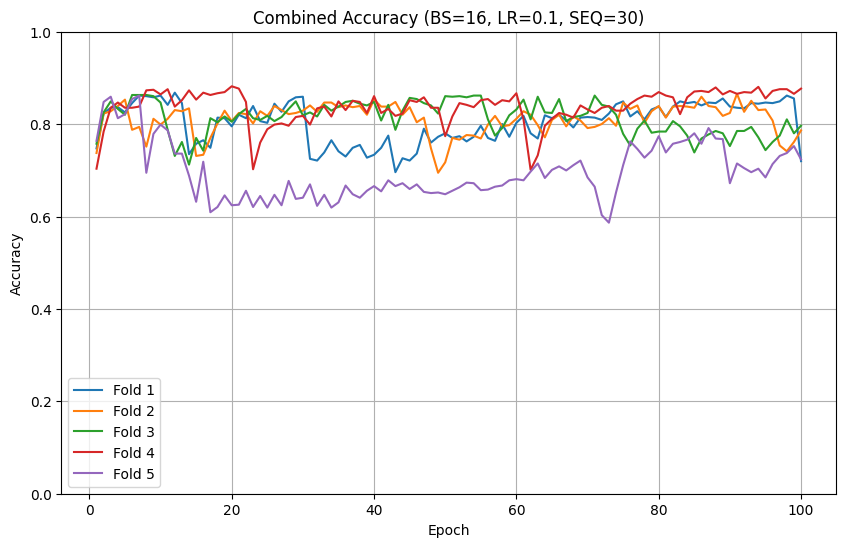 Combined Accuracy (BS=16, LR=0.1, SEQ=30)
Accuracy
1.0
0.8
0.6
0.4
0.2
0.0
Fold 1
Fold 2
Fold 3
Fold 4
Fold 5
0 20 40 60 80 100
Epoch